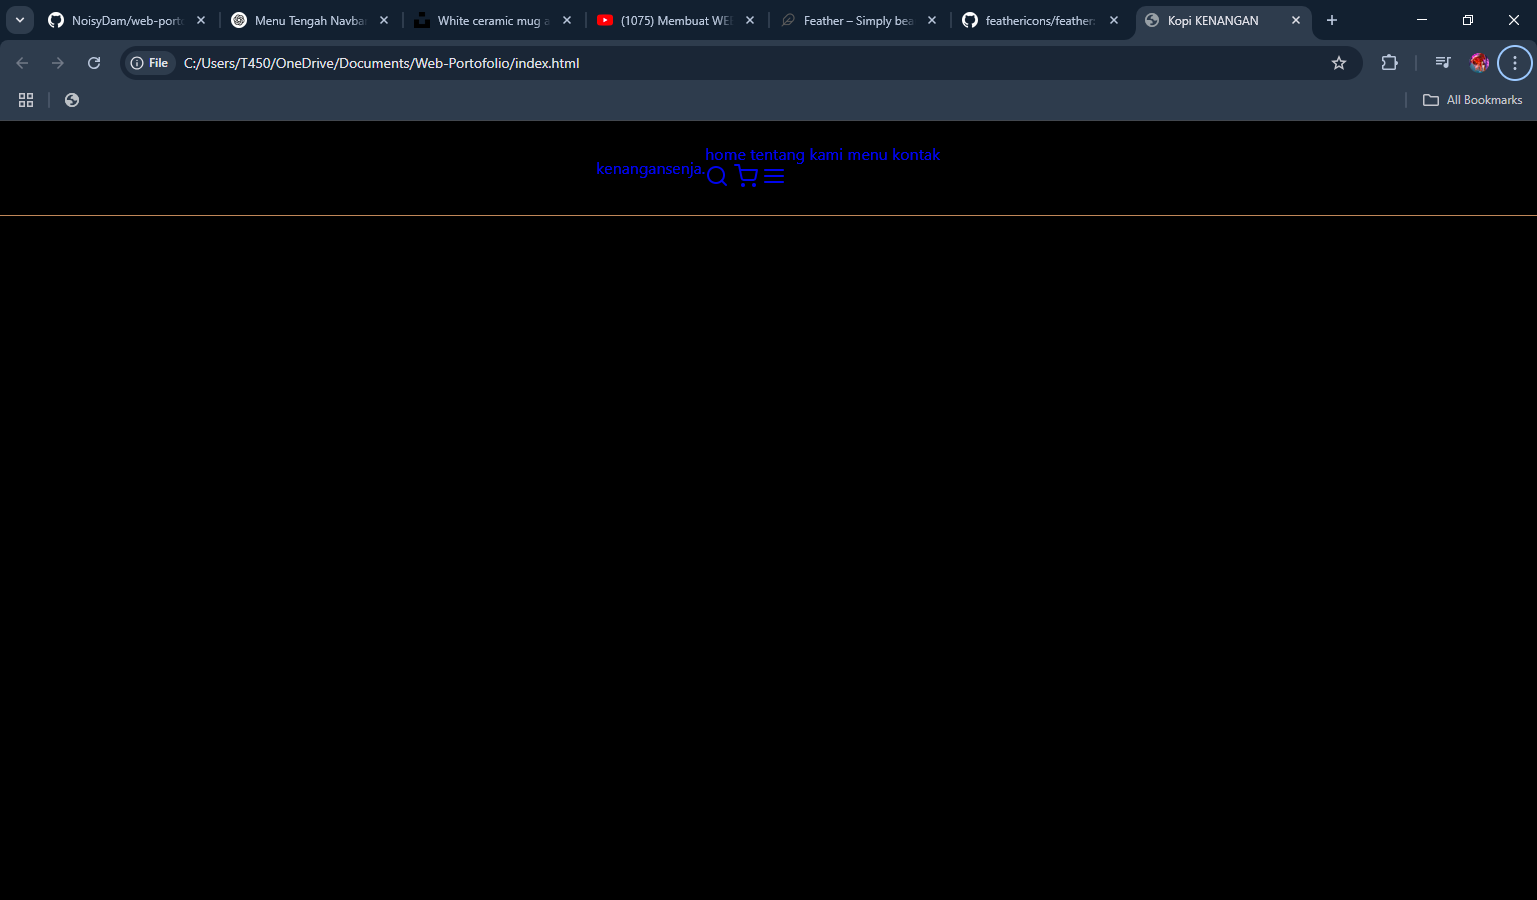 NoisyDam/web-port
Menu Tengah Navba
White ceramic mug a
(1075) Membuat WEB
Feather – Simply bea
feathericons/feather:
Kopi KENANGAN
File
C:/Users/T450/OneDrive/Documents/Web-Portofolio/index.html
All Bookmarks
home tentang kami menu kontak
kenangansenja.